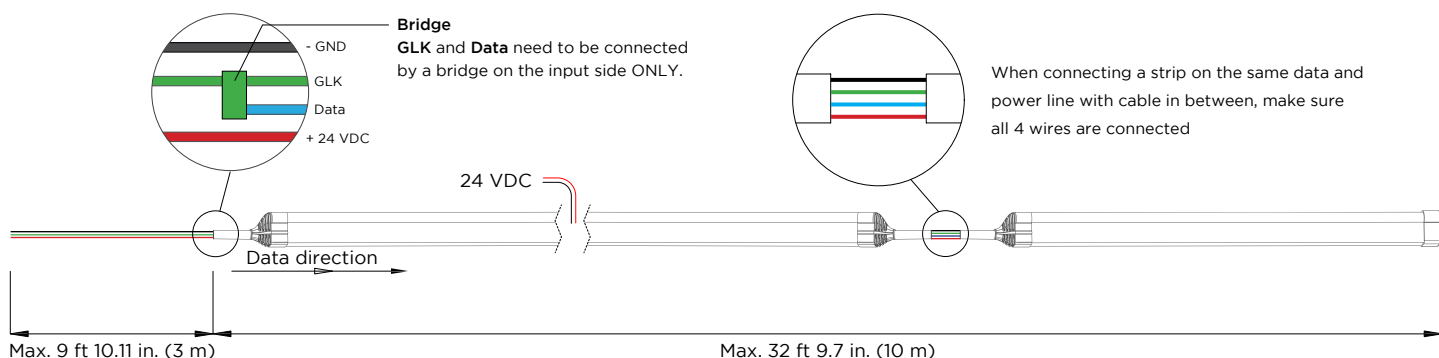 Bridge
GLK and Data need to be connected
by a bridge on the input side ONLY.
- GND
GLK
Data
+ 24 VDC
When connecting a strip on the same data and
power line with cable in between, make sure
all 4 wires are connected
24 VDC
Data direction
Max. 9 ft 10.11 in. (3 m)
Max. 32 ft 9.7 in. (10 m)